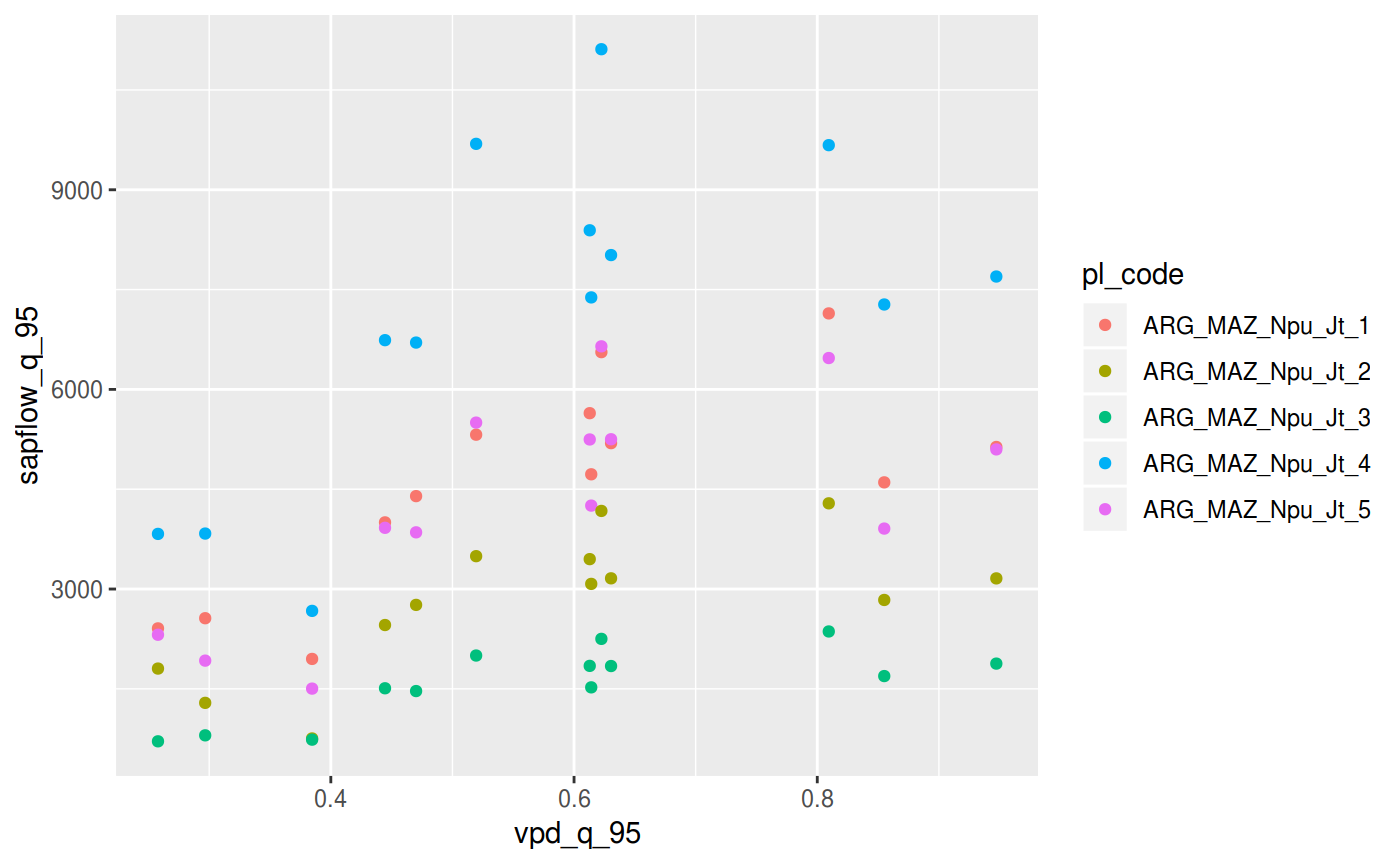 sapflow_q_95
9000
6000
3000
0.4
0.6
0.8
vpd_q_95
pl_code
ARG_MAZ_Npu_Jt_1
ARG_MAZ_Npu_Jt_2
ARG_MAZ_Npu_Jt_3
ARG_MAZ_Npu_Jt_4
ARG_MAZ_Npu_Jt_5